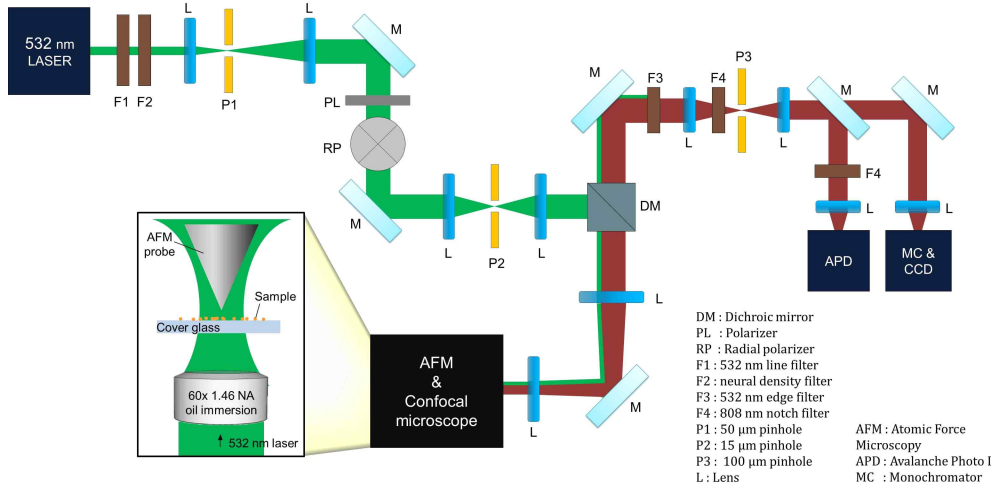 532 nm
LASER
F1
F2
L
P1
L
M
PL
RP
M
L
P2
L
DM
M
F3
L
F4
P3
L
M
M
F4
L
L
APD
MC &
CCD
L
M
L
AFM
&
Confocal
microscope
AFM
probe
Sample
Cover glass
60x 1.46 NA
oil immersion
532 nm laser
DM : Dichroic mirror
PL : Polarizer
RP : Radial polarizer
F1 : 532 nm line filter
F2 : neural density filter
F3 : 532 nm edge filter
F4 : 808 nm notch filter
P1 : 50 μm pinhole
P2 : 15 μm pinhole
P3 : 100 μm pinhole
L : Lens
AFM : Atomic Force
Microscopy
APD : Avalanche Photo
MC : Monochromator